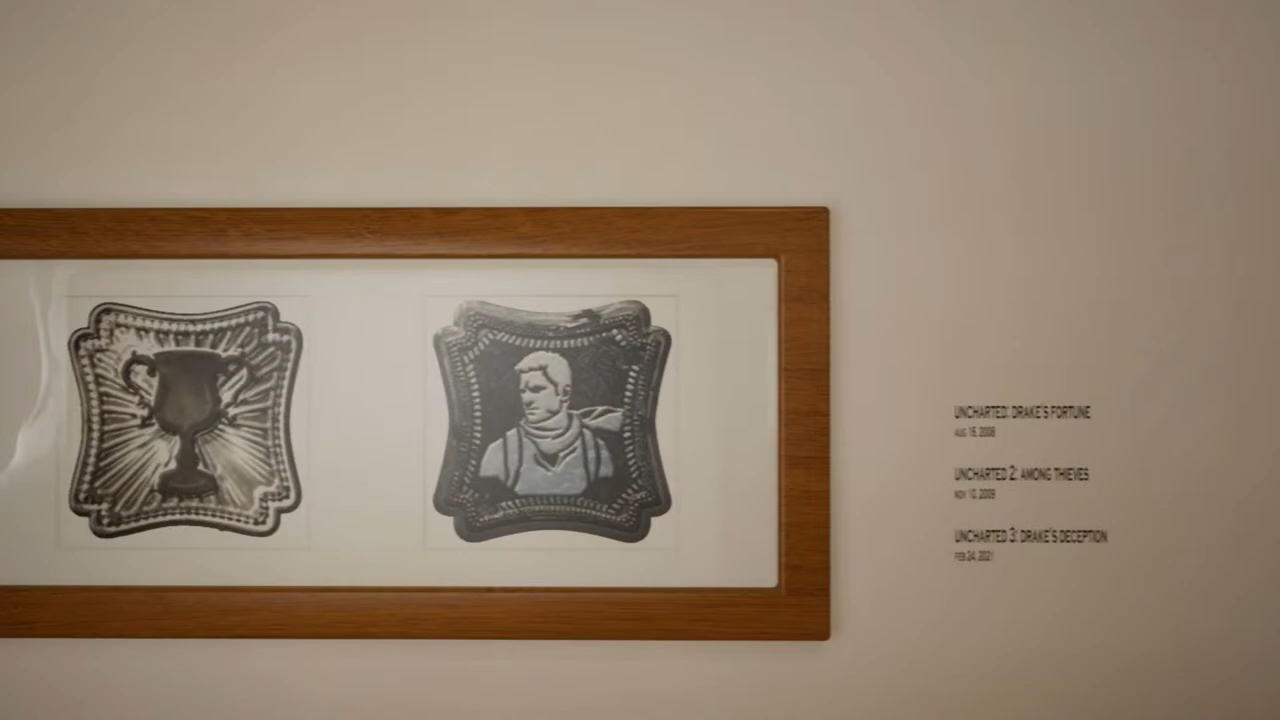 UNCHARTED: DRAKE'S FORTUNE
AUG 15, 2008
UNCHARTED 2: AMONG THIEVES
NOV 10, 2009
UNCHARTED 3: DRAKE'S DECEPTION
FEB 24, 2021